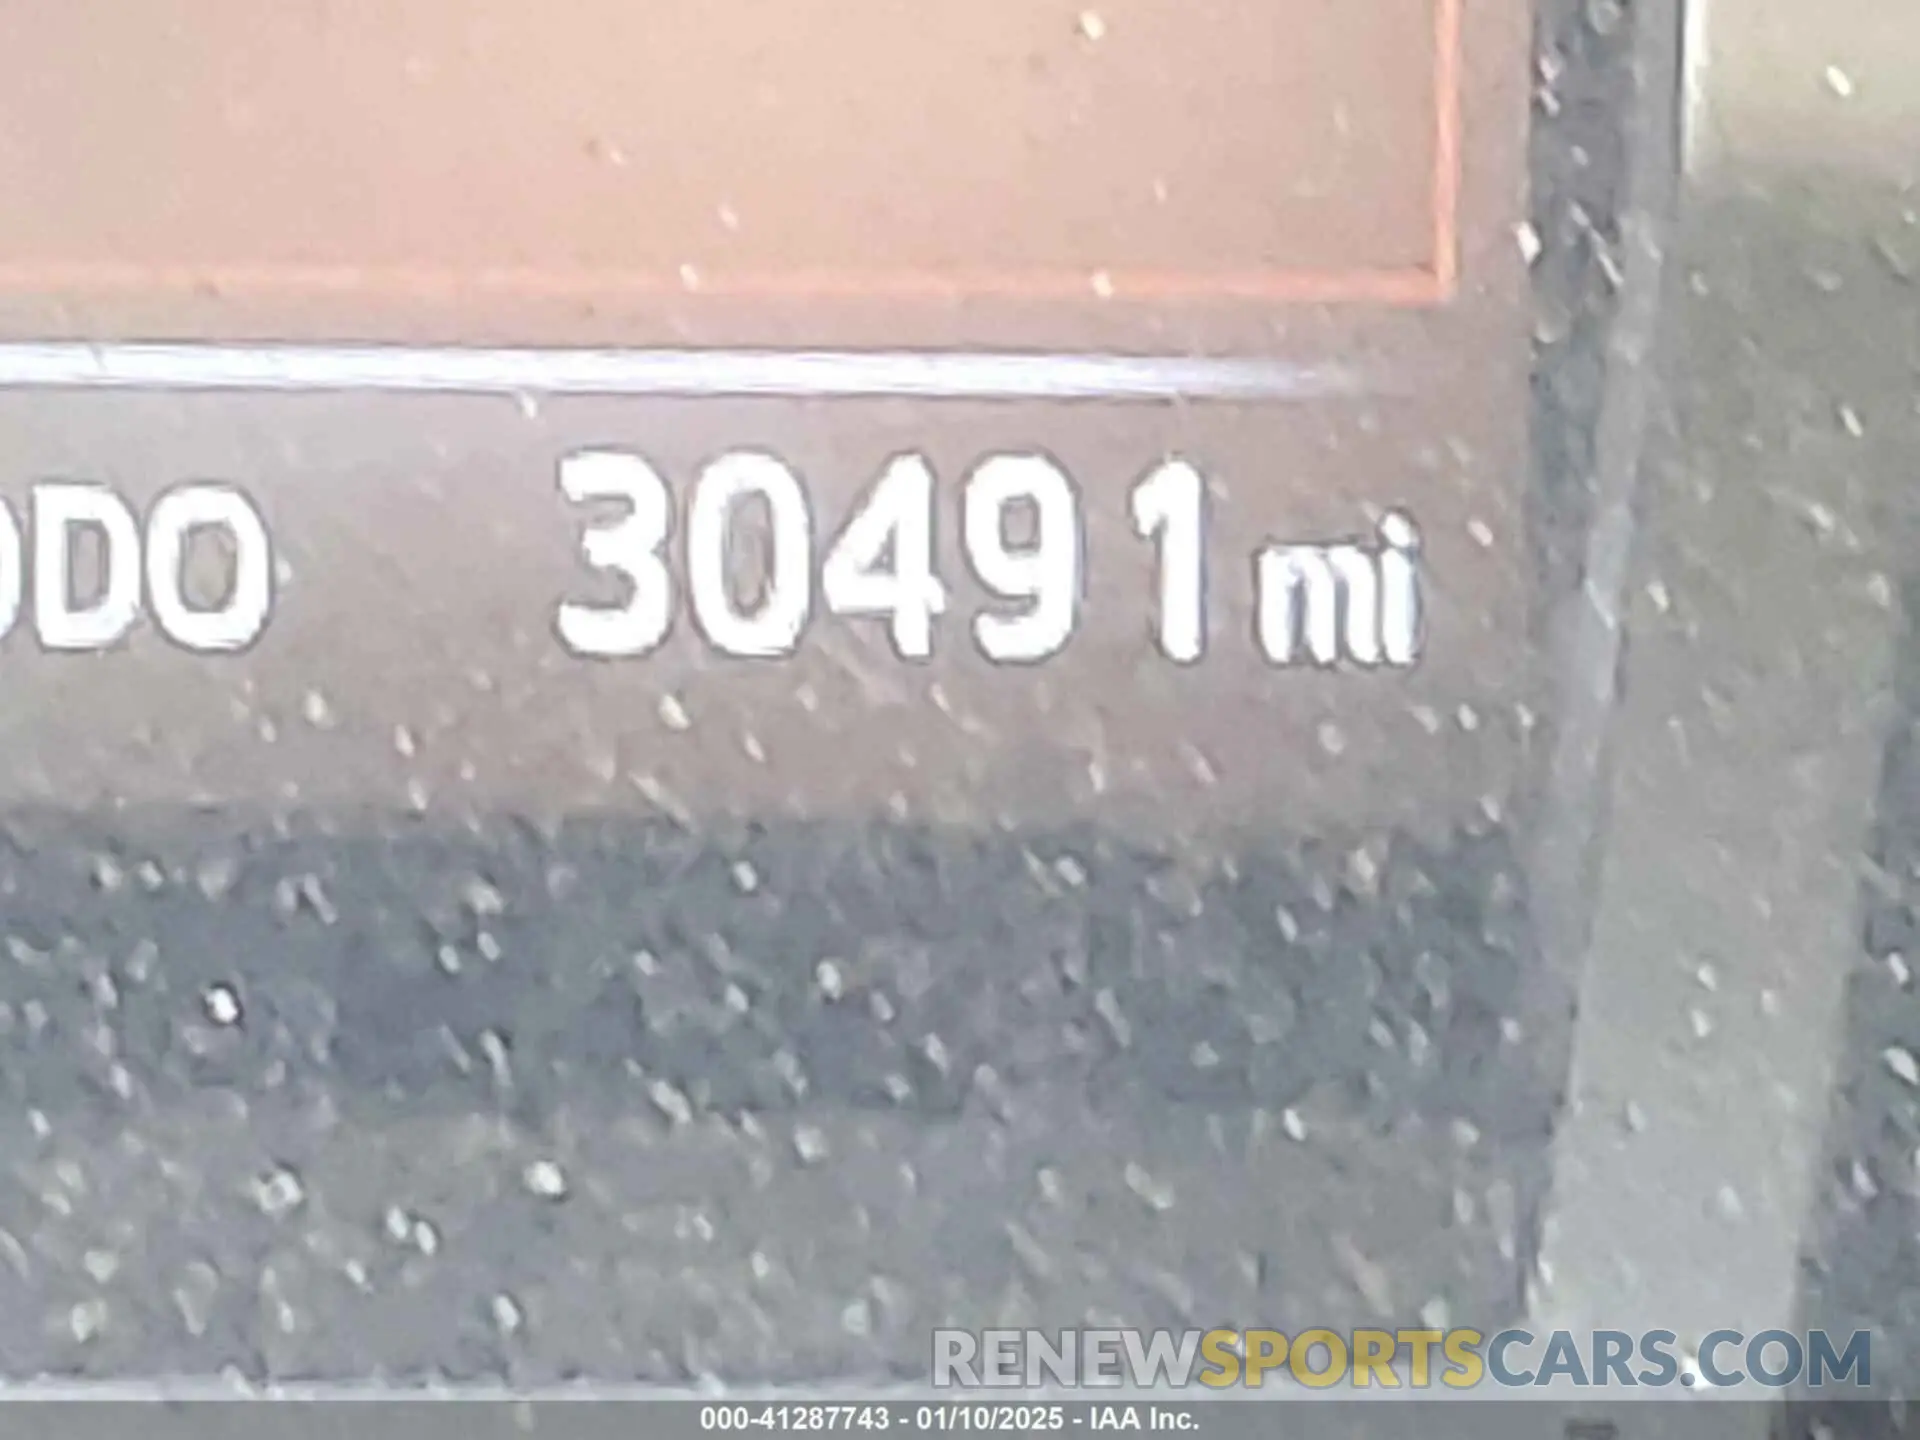 ODO 30491 mi
RENEWSPORTSCARS.COM
000-41287743 - 01/10/2025 - IAA Inc.